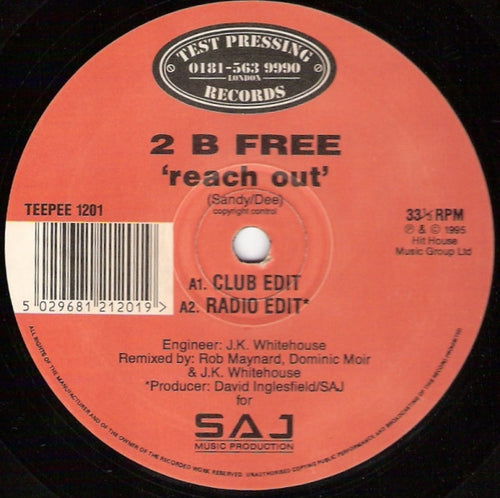 TEST PRESSING
0181-563 9990
LONDON
RECORDS
2 B FREE
'reach out'
(Sandy/Dee)
copyright control
TEEPEE 1201
33⅓ RPM
℗ & © 1995
Hit House
Music Group Ltd
5 029681 212019 >
A1. CLUB EDIT
A2. RADIO EDIT*
Engineer: J.K. Whitehouse
Remixed by: Rob Maynard, Dominic Moir
& J.K. Whitehouse
*Producer: David Inglesfield/SAJ
for
SAJ
MUSIC PRODUCTION
ALL RIGHTS OF THE MANUFACTURER AND OF THE OWNER OF THE RECORDED WORK RESERVED. UNAUTHORISED COPYING PUBLIC PERFORMANCE AND BROADCASTING OF THIS RECORD PROHIBITED